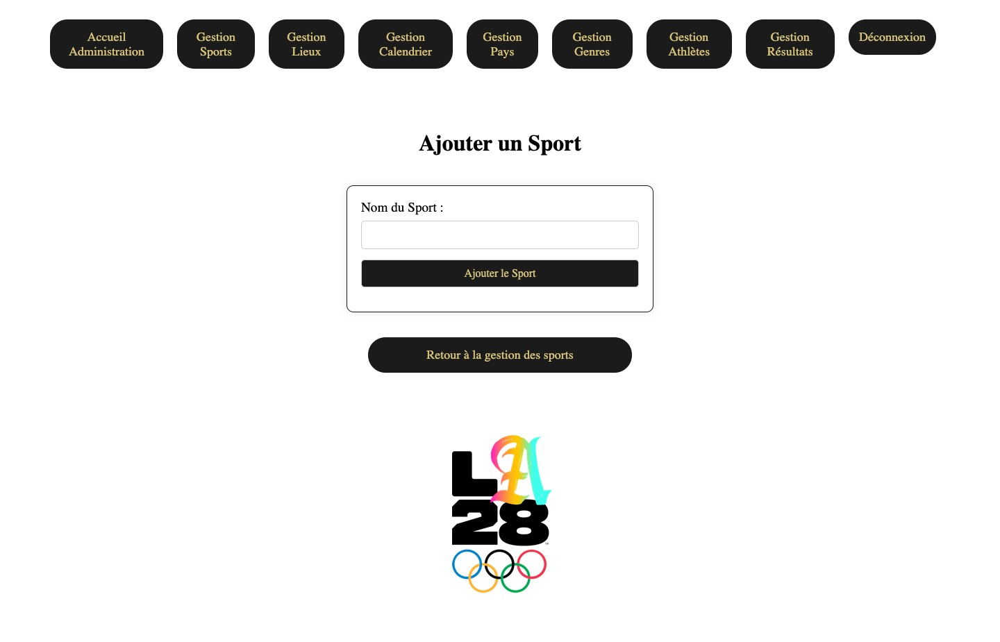 Accueil
Administration
Gestion
Sports
Gestion
Lieux
Gestion
Calendrier
Gestion
Pays
Gestion
Genres
Gestion
Athlètes
Gestion
Résultats
Déconnexion
Ajouter un Sport
Nom du Sport :
Ajouter le Sport
Retour à la gestion des sports
LA
28